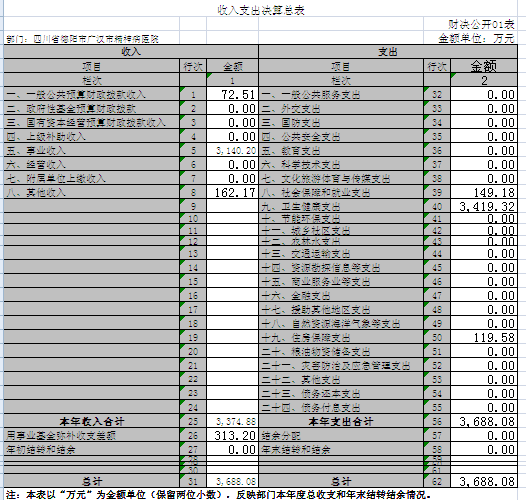 收入支出决算总表
财决公开01表
部门：四川省德阳市广汉市精神病医院 金额单位：万元
收入 支出
项目 行次 金额 项目 行次 金额
栏次 1 栏次 2
一、一般公共预算财政拨款收入 1 72.51 一、一般公共服务支出 32 0.00
二、政府性基金预算财政拨款 2 0.00 二、外交支出 33 0.00
三、国有资本经营预算财政拨款收入 3 0.00 三、国防支出 34 0.00
四、上级补助收入 4 0.00 四、公共安全支出 35 0.00
五、事业收入 5 3,140.20 五、教育支出 36 0.00
六、经营收入 6 0.00 六、科学技术支出 37 0.00
七、附属单位上缴收入 7 0.00 七、文化旅游体育与传媒支出 38 0.00
八、其他收入 8 162.17 八、社会保障和就业支出 39 149.18
9 九、卫生健康支出 40 3,419.32
10 十、节能环保支出 41 0.00
11 十一、城乡社区支出 42 0.00
12 十二、农林水支出 43 0.00
13 十三、交通运输支出 44 0.00
14 十四、资源勘探信息等支出 45 0.00
15 十五、商业服务业等支出 46 0.00
16 十六、金融支出 47 0.00
17 十七、援助其他地区支出 48 0.00
18 十八、自然资源海洋气象等支出 49 0.00
19 十九、住房保障支出 50 119.58
20 二十、粮油物资储备支出 51 0.00
21 二十一、灾害防治及应急管理支出 52 0.00
22 二十二、其他支出 53 0.00
23 二十三、债务还本支出 54 0.00
24 二十四、债务付息支出 55 0.00
本年收入合计 25 3,374.88 本年支出合计 56 3,688.08
用事业基金弥补收支差额 26 313.20 结余分配 57 0.00
年初结转和结余 27 0.00 年末结转和结余 58 0.00
28 59
30 61
总计 31 3,688.08 总计 62 3,688.08
注：本表以“万元”为金额单位（保留两位小数），反映部门本年度总收支和年末结转结余情况。